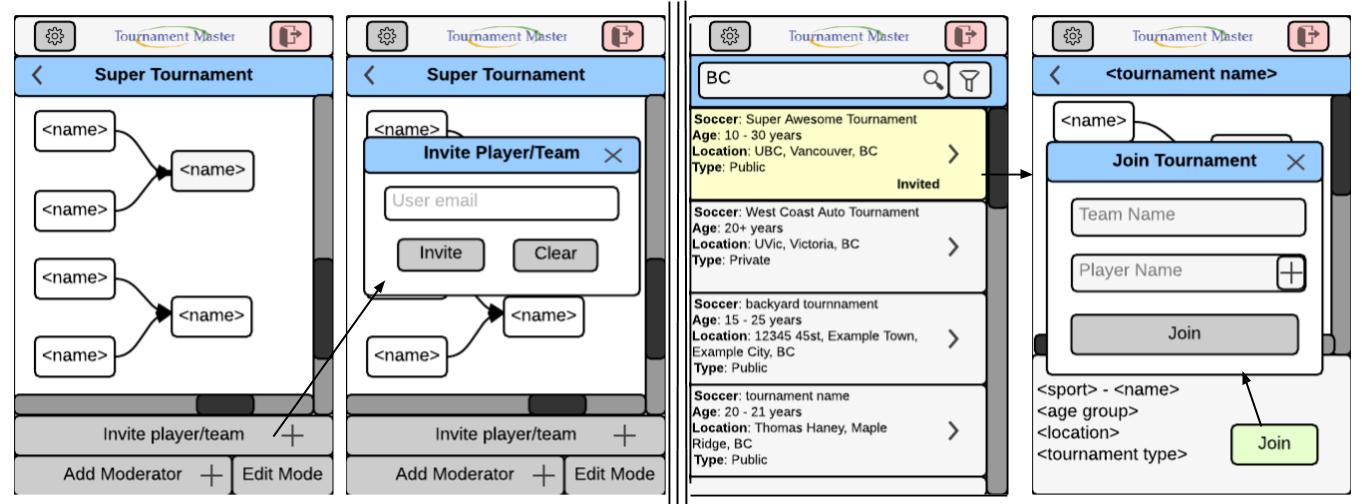 Tournament Master
Super Tournament
<name>
<name>
<name>
<name>
<name>
<name>
Invite player/team
Add Moderator
Edit Mode
Tournament Master
Super Tournament
<name>
Invite Player/Team
User email
Invite
Clear
<name>
<name>
Invite player/team
Add Moderator
Edit Mode
Tournament Master
BC
Soccer: Super Awesome Tournament
Age: 10 - 30 years
Location: UBC, Vancouver, BC
Type: Public
Invited
Soccer: West Coast Auto Tournament
Age: 20+ years
Location: UVic, Victoria, BC
Type: Private
Soccer: backyard tournnament
Age: 15 - 25 years
Location: 12345 45st, Example Town,
Example City, BC
Type: Public
Soccer: tournament name
Age: 20 - 21 years
Location: Thomas Haney, Maple
Ridge, BC
Type: Public
Tournament Master
<tournament name>
<name>
Join Tournament
Team Name
Player Name
Join
<sport> - <name>
<age group>
<location>
<tournament type>
Join